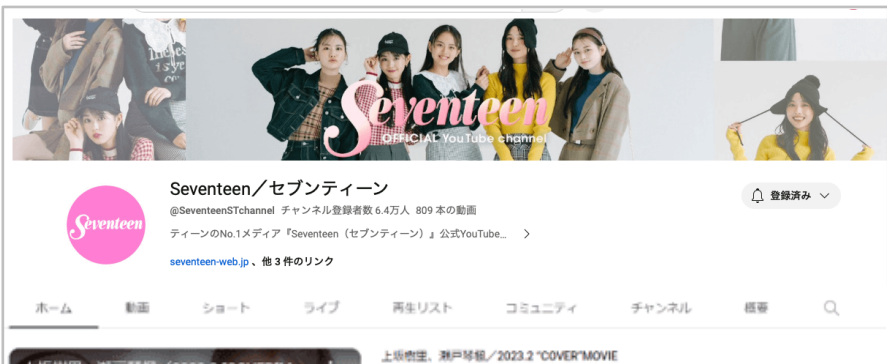 Seventeen
OFFICIAL YouTube channel
Seventeen
Seventeen／セブンティーン
@SeventeenSTchannel チャンネル登録者数 6.4万人 809 本の動画
ティーンのNo.1メディア『Seventeen（セブンティーン）』公式YouTube...
seventeen-web.jp 、他 3 件のリンク
登録済み
ホーム 動画 ショート ライブ 再生リスト コミュニティ チャンネル 概要
上坂樹里、瀬戸琴楓／2023.2 "COVER"MOVIE